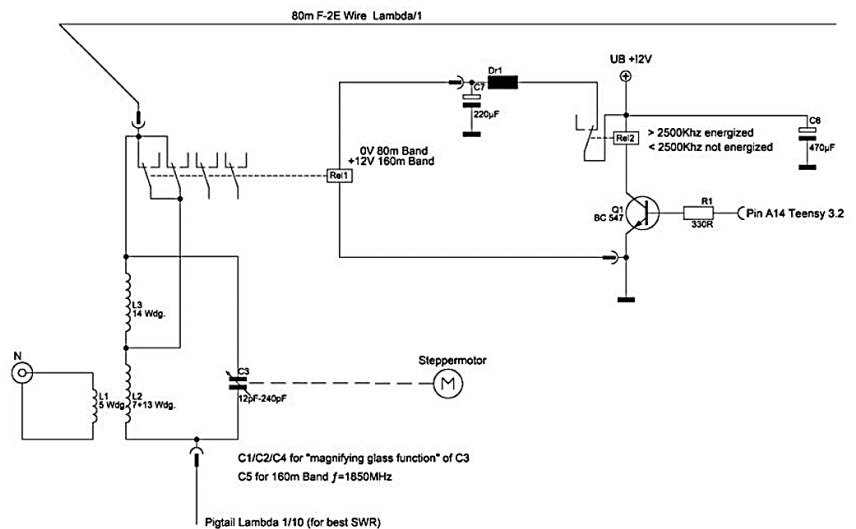 80m F-2E Wire Lambda/1
UB +12V
Dr1
C7
220µF
> 2500Khz energized
< 2500Khz not energized
Rel2
C6
470µF
0V 80m Band
+12V 160m Band
Rel1
Q1
BC 547
R1
330R
Pin A14 Teensy 3.2
L3
14 Wdg.
N
Steppermotor
M
C3
12pF-240pF
L1
5 Wdg.
L2
7+13 Wdg.
C1/C2/C4 for "magnifying glass function" of C3
C5 for 160m Band ƒ=1850MHz
Pigtail Lambda 1/10 (for best SWR)